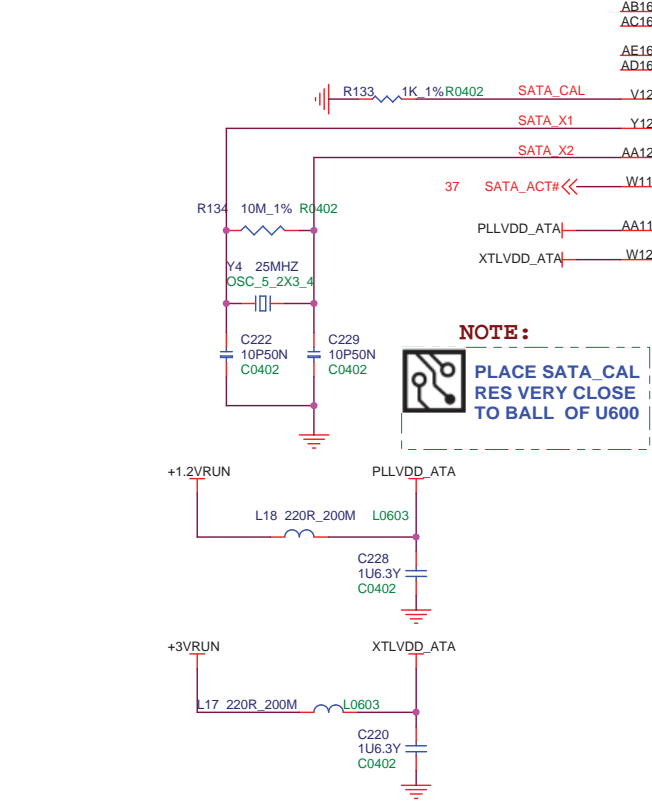 AB16
AC16
AE16
AD16
R133 1K_1% R0402 SATA_CAL V12
SATA_X1 Y12
SATA_X2 AA12
37 SATA_ACT# W11
R134 10M_1% R0402
PLLVDD_ATA AA11
XTLVDD_ATA W12
Y4 25MHZ
OSC_5_2X3_4
C222
10P50N
C0402
C229
10P50N
C0402
NOTE:
PLACE SATA_CAL
RES VERY CLOSE
TO BALL OF U600
+1.2VRUN PLLVDD_ATA
L18 220R_200M L0603
C228
1U6.3Y
C0402
+3VRUN XTLVDD_ATA
L17 220R_200M L0603
C220
1U6.3Y
C0402